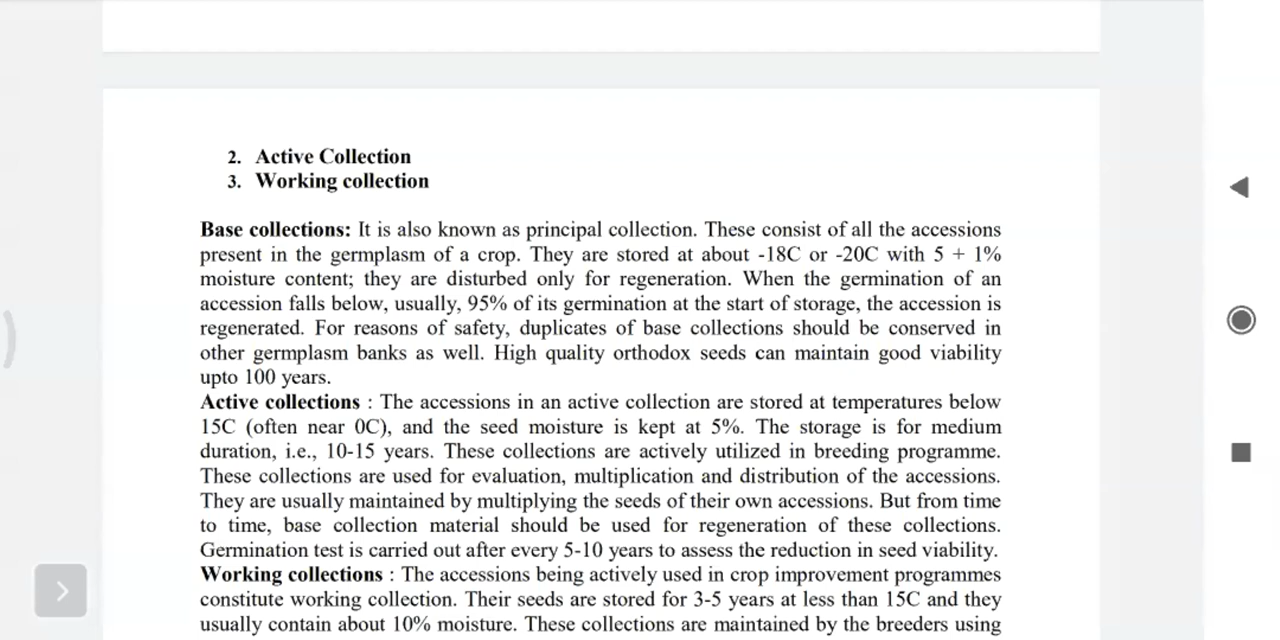 2. Active Collection
3. Working collection
Base collections: It is also known as principal collection. These consist of all the accessions
present in the germplasm of a crop. They are stored at about -18C or -20C with 5 + 1%
moisture content; they are disturbed only for regeneration. When the germination of an
accession falls below, usually, 95% of its germination at the start of storage, the accession is
regenerated. For reasons of safety, duplicates of base collections should be conserved in
other germplasm banks as well. High quality orthodox seeds can maintain good viability
upto 100 years.
Active collections : The accessions in an active collection are stored at temperatures below
15C (often near 0C), and the seed moisture is kept at 5%. The storage is for medium
duration, i.e., 10-15 years. These collections are actively utilized in breeding programme.
These collections are used for evaluation, multiplication and distribution of the accessions.
They are usually maintained by multiplying the seeds of their own accessions. But from time
to time, base collection material should be used for regeneration of these collections.
Germination test is carried out after every 5-10 years to assess the reduction in seed viability.
Working collections : The accessions being actively used in crop improvement programmes
constitute working collection. Their seeds are stored for 3-5 years at less than 15C and they
usually contain about 10% moisture. These collections are maintained by the breeders using